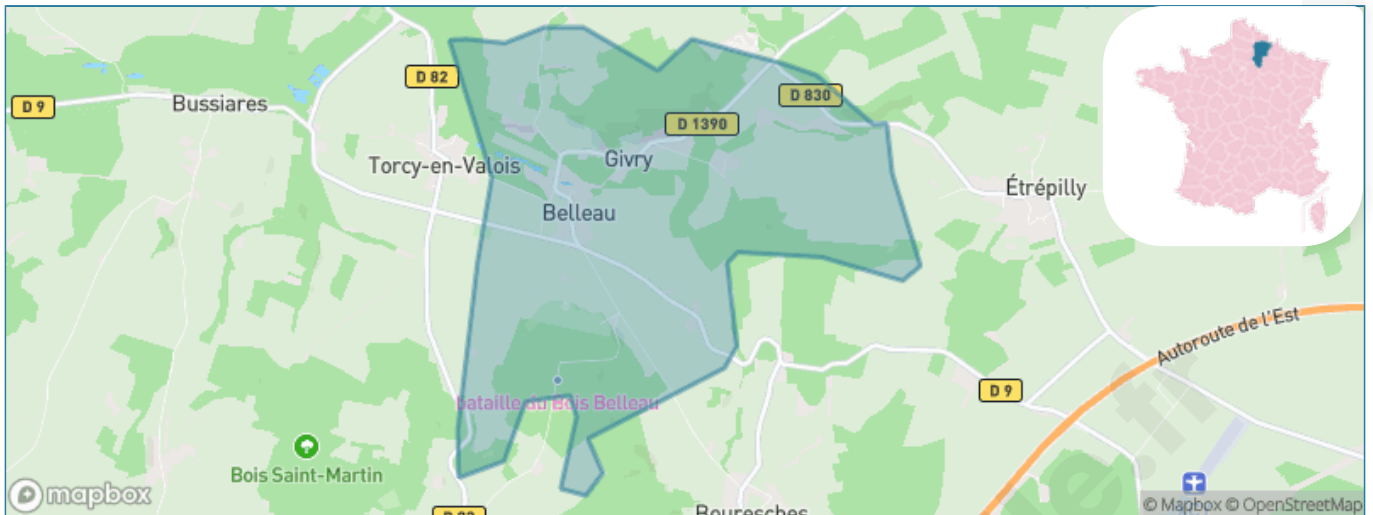 D 82
D 9
Bussiares
D 830
D 1390
Torcy-en-Valois
Givry
Étrépilly
Belleau
Autoroute de l'Est
D 9
bataille du Bois Belleau
Bois Saint-Martin
mapbox
Bouresches
© Mapbox © OpenStreetMap